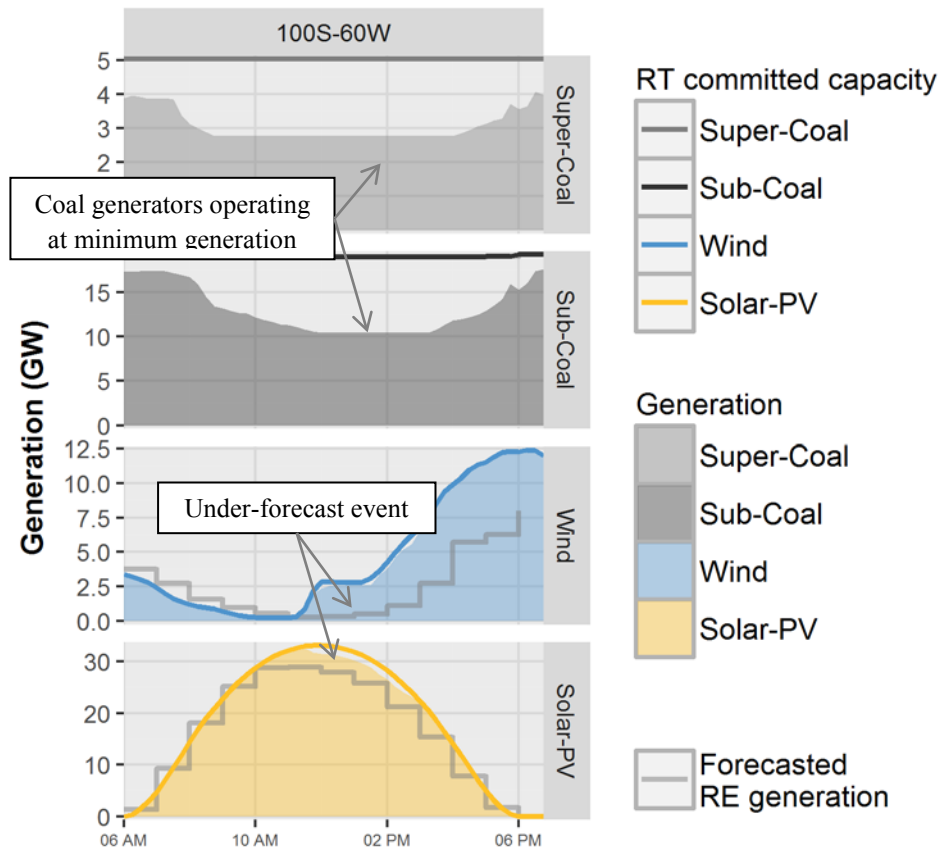 100S-60W
5
4
3
2
Super-Coal
Coal generators operating
at minimum generation
15
10
5
0
Sub-Coal
Generation (GW)
12.5
10.0
7.5
5.0
2.5
0.0
Under-forecast event
Wind
30
20
10
0
Solar-PV
06 AM 10 AM 02 PM 06 PM
RT committed capacity
Super-Coal
Sub-Coal
Wind
Solar-PV
Generation
Super-Coal
Sub-Coal
Wind
Solar-PV
Forecasted
RE generation